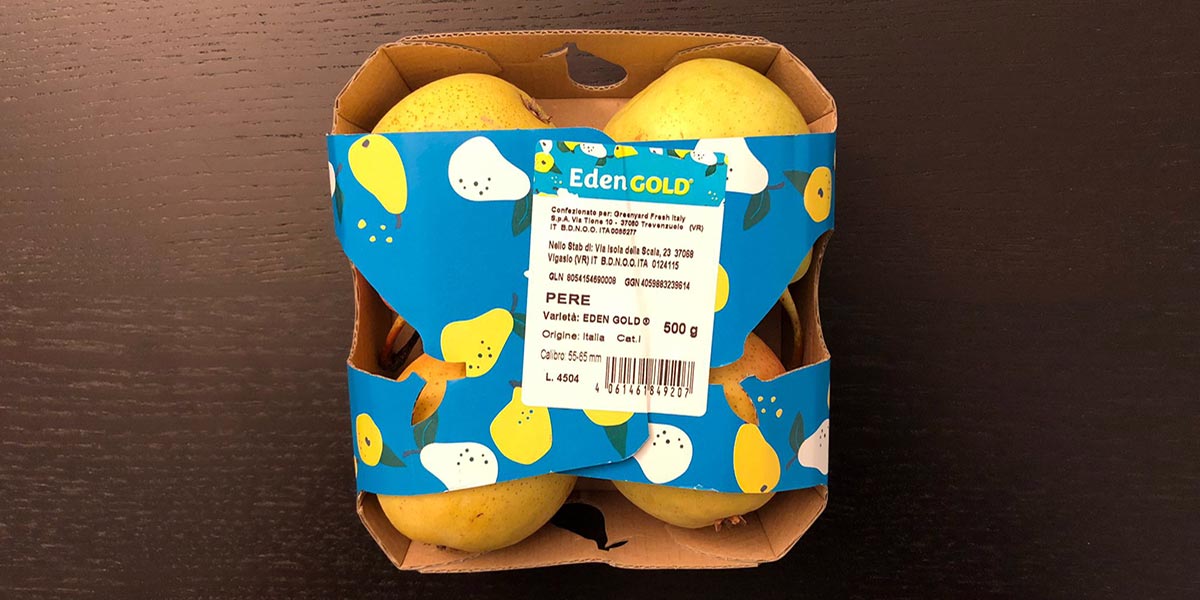 Eden GOLD®
Confezionato per: Greenyard Fresh Italy
S.p.A. Via Tione 10 - 37060 Trevenzuolo (VR)
IT B.D.N.O.O. ITA0085277
Nello Stab di: Via Isola della Scala, 23 37068
Vigasio (VR) IT B.D.N.O.O. ITA 0124115
GLN 8054154690008 GGN 4059883239614
PERE
Varietà: EDEN GOLD ® 500 g
Origine: Italia Cat.I
Calibro 55-65 mm
L. 4504
4 061461 849207